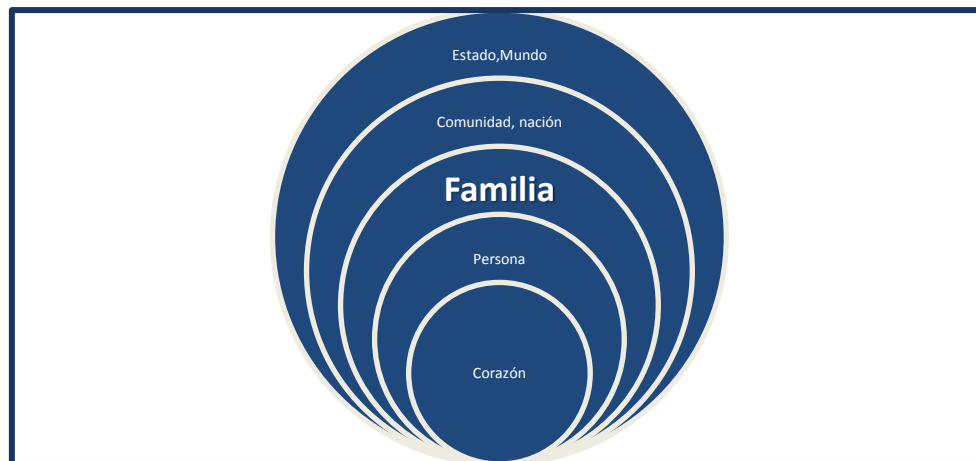 Estado,Mundo
Comunidad, nación
Familia
Persona
Corazón